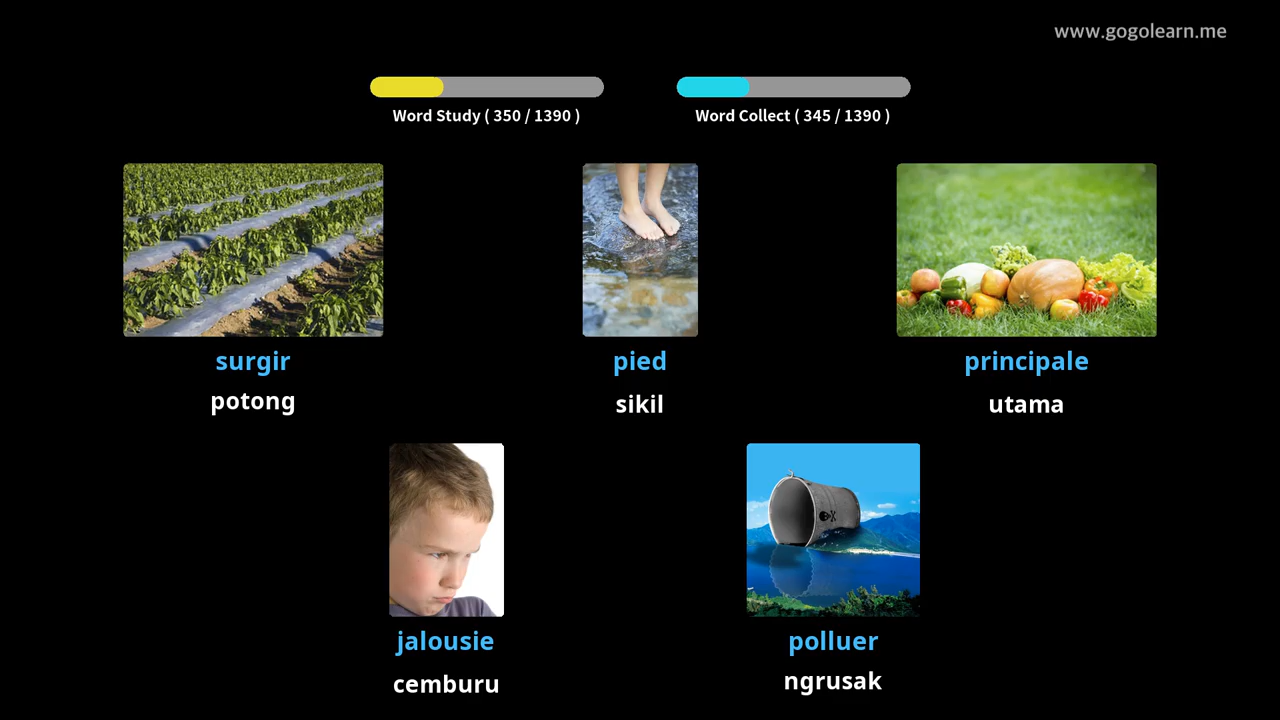 www.gogolearn.me
Word Study ( 350 / 1390 )
Word Collect ( 345 / 1390 )
surgir
potong
pied
sikil
principale
utama
jalousie
cemburu
polluer
ngrusak